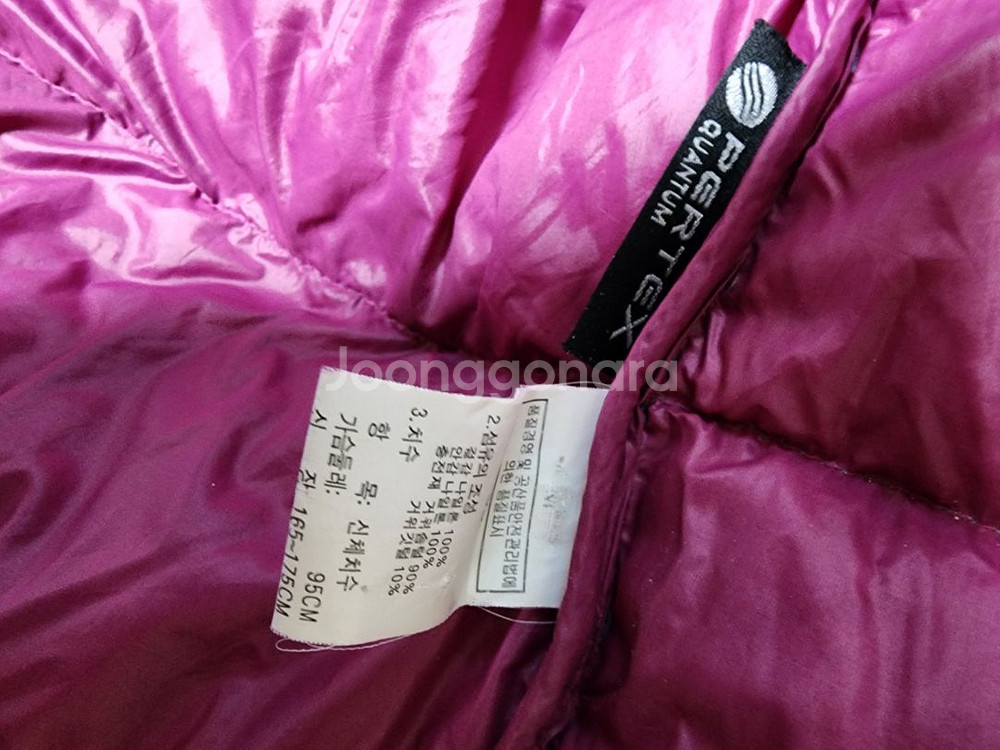 PERTEX
QUANTUM
Joonggonara
품질경영 및 공산품안전관리법에
의한 품질표시
2.섬유의 조성
겉감 나일론 100%
안감 나일론 100%
충전재 거위 솜털 90%
거위 깃털 10%
3.치수
항 목: 신체치수
가슴둘레: 95CM
신 장 165~175CM